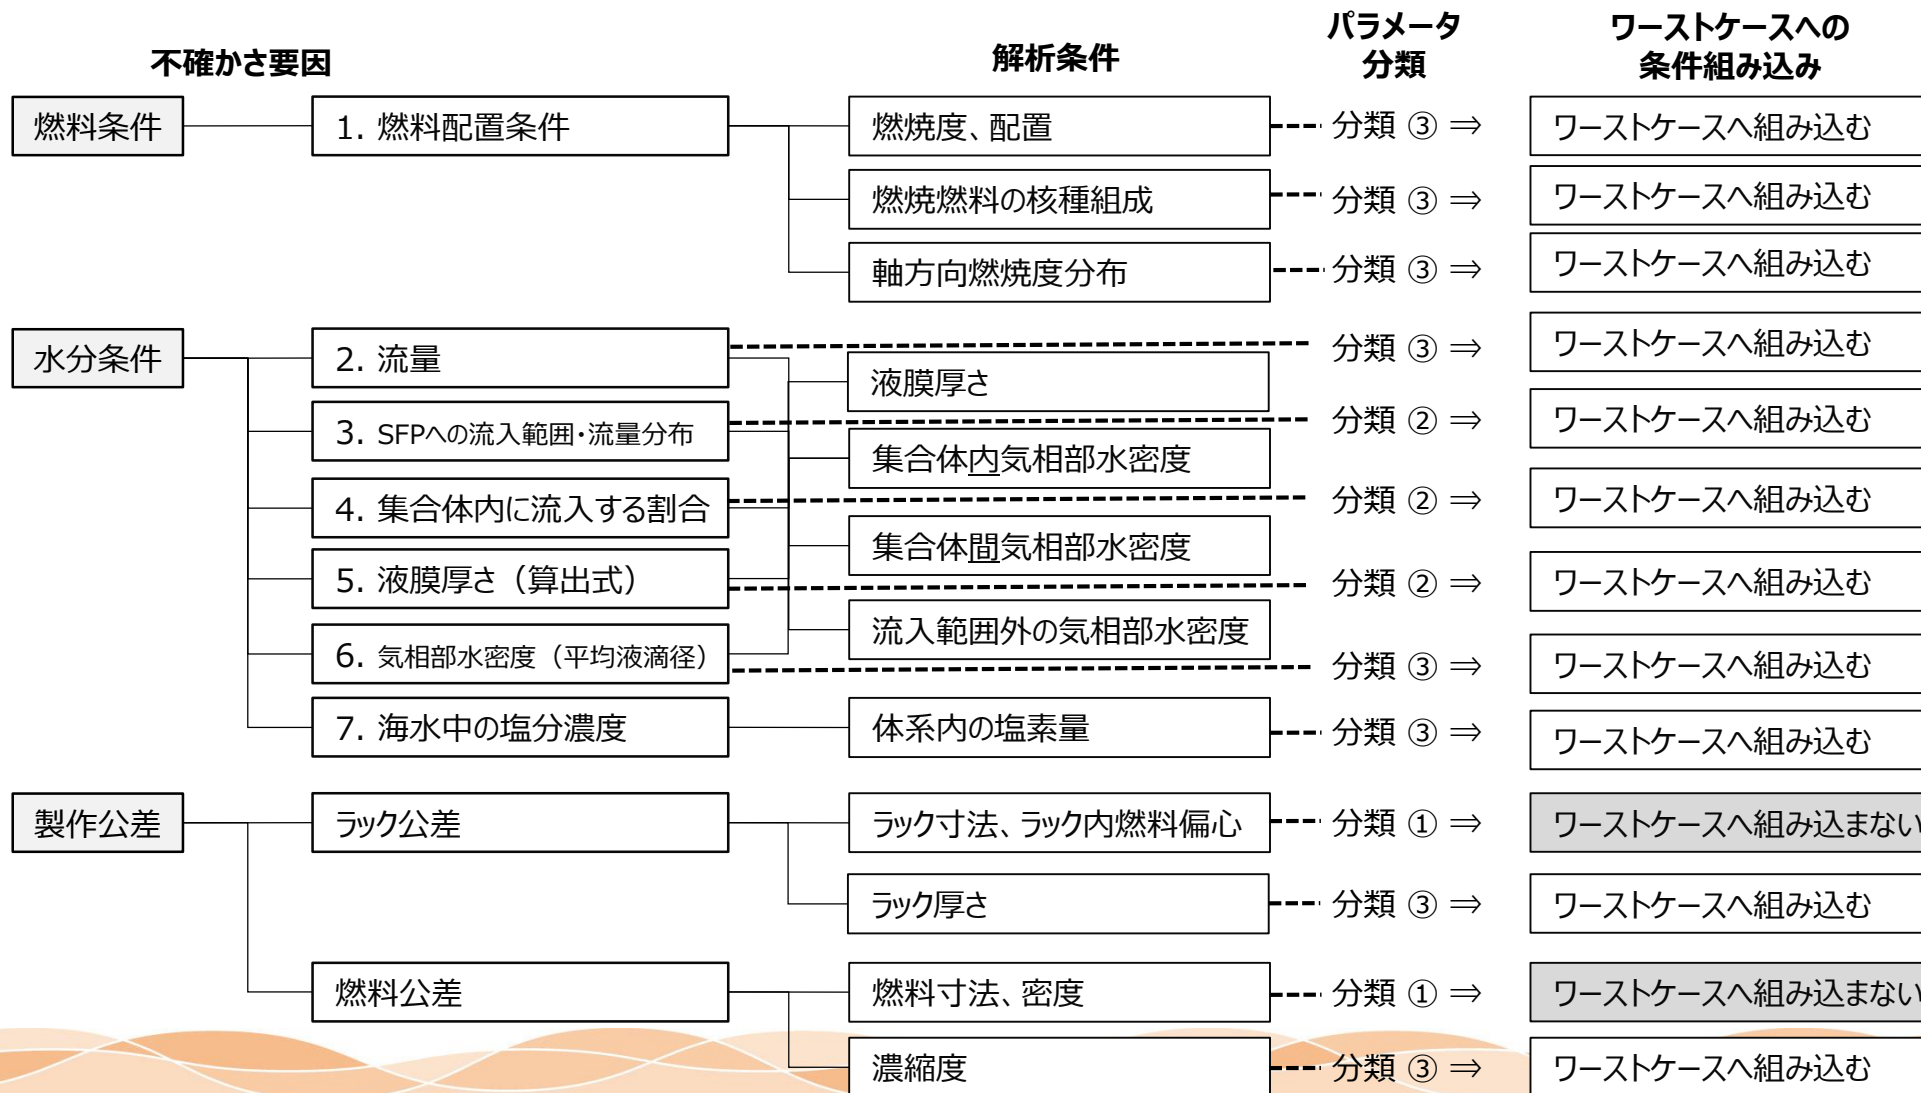 不確かさ要因
解析条件
パラメータ
分類
ワーストケースへの
条件組み込み
燃料条件
1. 燃料配置条件
燃焼度、配置
分類 ③ ⇒
ワーストケースへ組み込む
燃焼燃料の核種組成
分類 ③ ⇒
ワーストケースへ組み込む
軸方向燃焼度分布
分類 ③ ⇒
ワーストケースへ組み込む
水分条件
2. 流量
分類 ③ ⇒
ワーストケースへ組み込む
液膜厚さ
3. SFPへの流入範囲・流量分布
分類 ② ⇒
ワーストケースへ組み込む
集合体内気相部水密度
4. 集合体内に流入する割合
分類 ② ⇒
ワーストケースへ組み込む
集合体間気相部水密度
5. 液膜厚さ（算出式）
分類 ② ⇒
ワーストケースへ組み込む
流入範囲外の気相部水密度
6. 気相部水密度（平均液滴径）
分類 ③ ⇒
ワーストケースへ組み込む
7. 海水中の塩分濃度
体系内の塩素量
分類 ③ ⇒
ワーストケースへ組み込む
製作公差
ラック公差
ラック寸法、ラック内燃料偏心
分類 ① ⇒
ワーストケースへ組み込まない
ラック厚さ
分類 ③ ⇒
ワーストケースへ組み込む
燃料公差
燃料寸法、密度
分類 ① ⇒
ワーストケースへ組み込まない
濃縮度
分類 ③ ⇒
ワーストケースへ組み込む